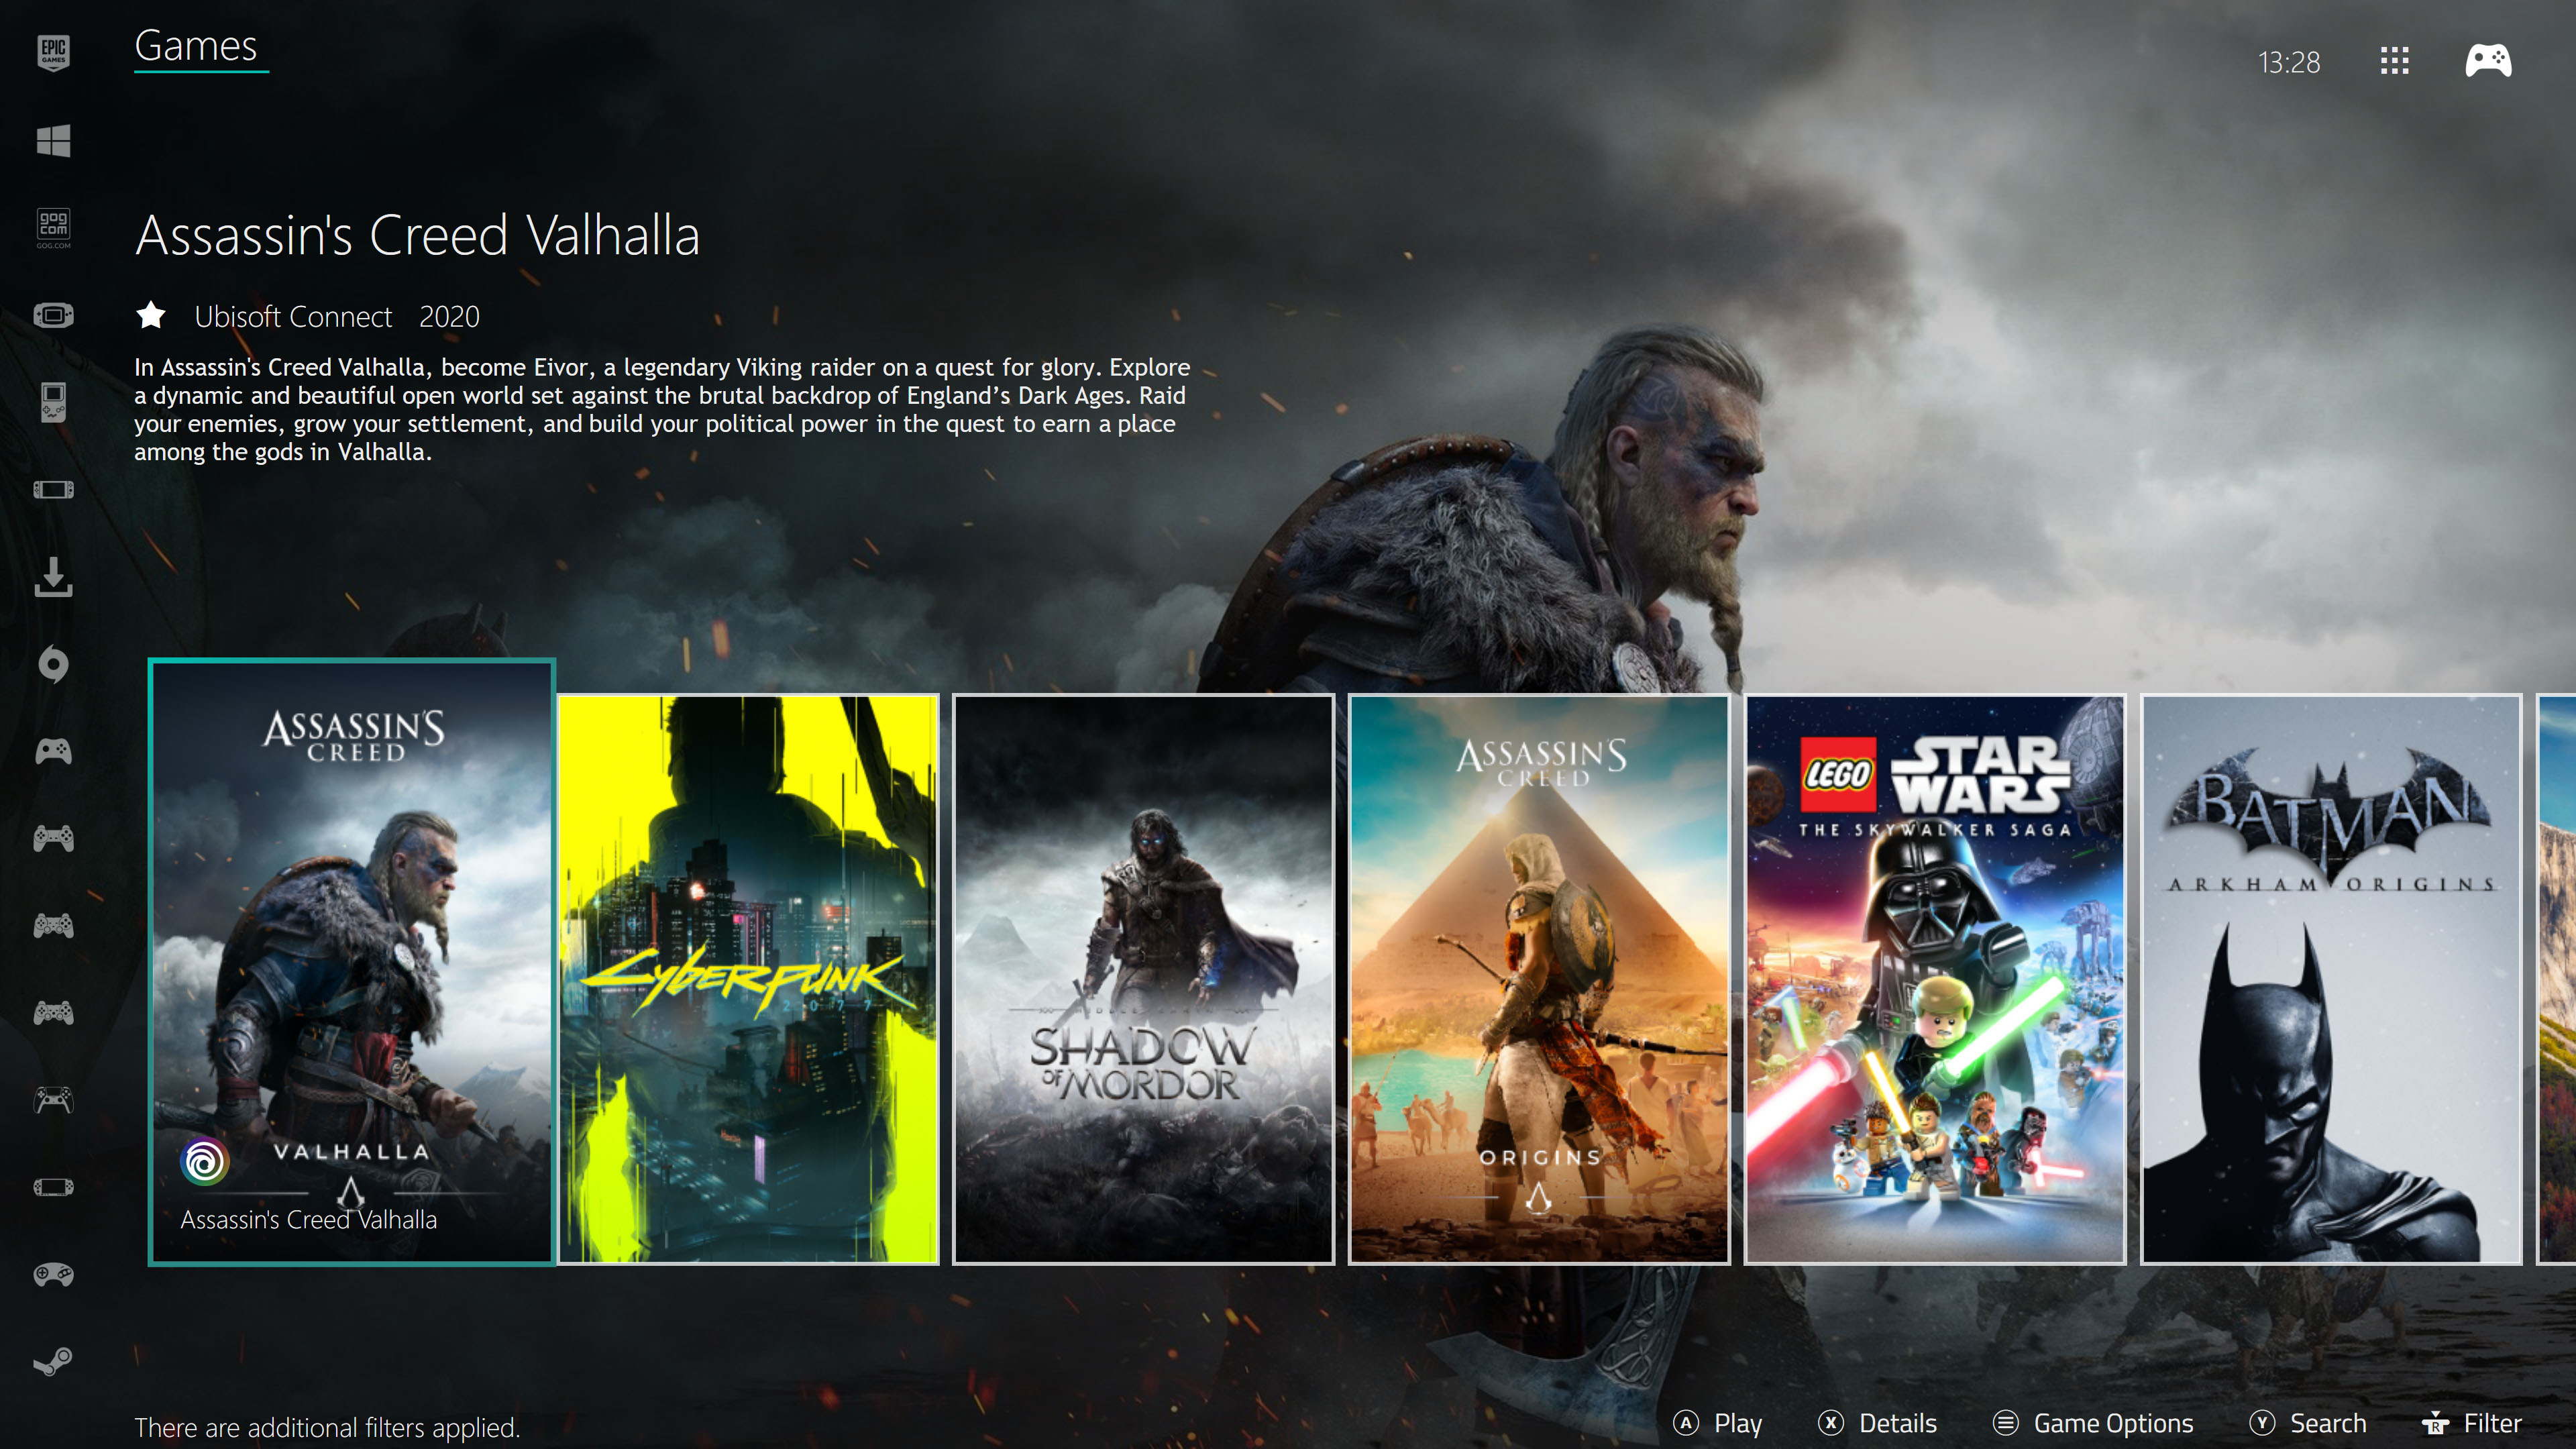 EPIC
GAMES
Games
13:28
gog
com
GOG.COM
Assassin's Creed Valhalla
Ubisoft Connect 2020
In Assassin's Creed Valhalla, become Eivor, a legendary Viking raider on a quest for glory. Explore
a dynamic and beautiful open world set against the brutal backdrop of England’s Dark Ages. Raid
your enemies, grow your settlement, and build your political power in the quest to earn a place
among the gods in Valhalla.
ASSASSIN'S
CREED
VALHALLA
Assassin's Creed Valhalla
Cyberpunk
2077
SHADOW
OF MORDOR
ASSASSIN'S
CREED
ORIGINS
LEGO
STAR
WARS
THE SKYWALKER SAGA
BATMAN
ARKHAM ORIGINS
There are additional filters applied.
A Play X Details Game Options Y Search R Filter